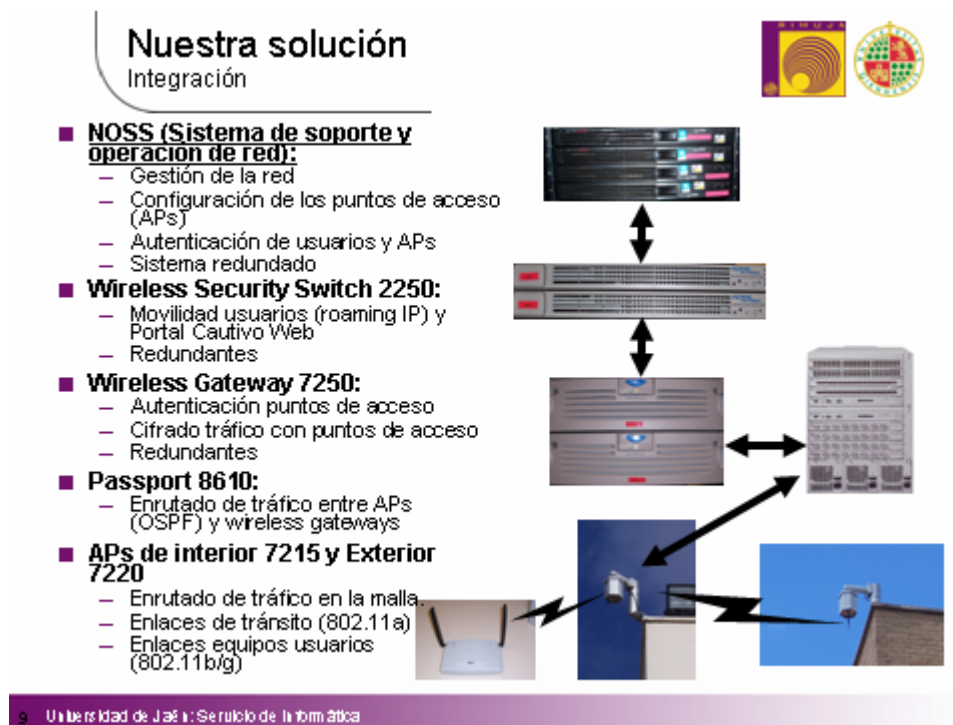 Nuestra solución
Integración
RIMUJA
■ NOSS (Sistema de soporte y
operación de red):
— Gestión de la red
— Configuración de los puntos de acceso
(APs)
— Autenticación de usuarios y APs
— Sistema redundado
■ Wireless Security Switch 2250:
— Movilidad usuarios (roaming IP) y
Portal Cautivo Web
— Redundantes
■ Wireless Gateway 7250:
— Autenticación puntos de acceso
— Cifrado tráfico con puntos de acceso
— Redundantes
■ Passport 8610:
— Enrutado de tráfico entre APs
(OSPF) y wireless gateways
■ APs de interior 7215 y Exterior
7220
— Enrutado de tráfico en la malla.
— Enlaces de tránsito (802.11a)
— Enlaces equipos usuarios
(802.11b/g)
9 Universidad de Jaén: Servicio de Informática